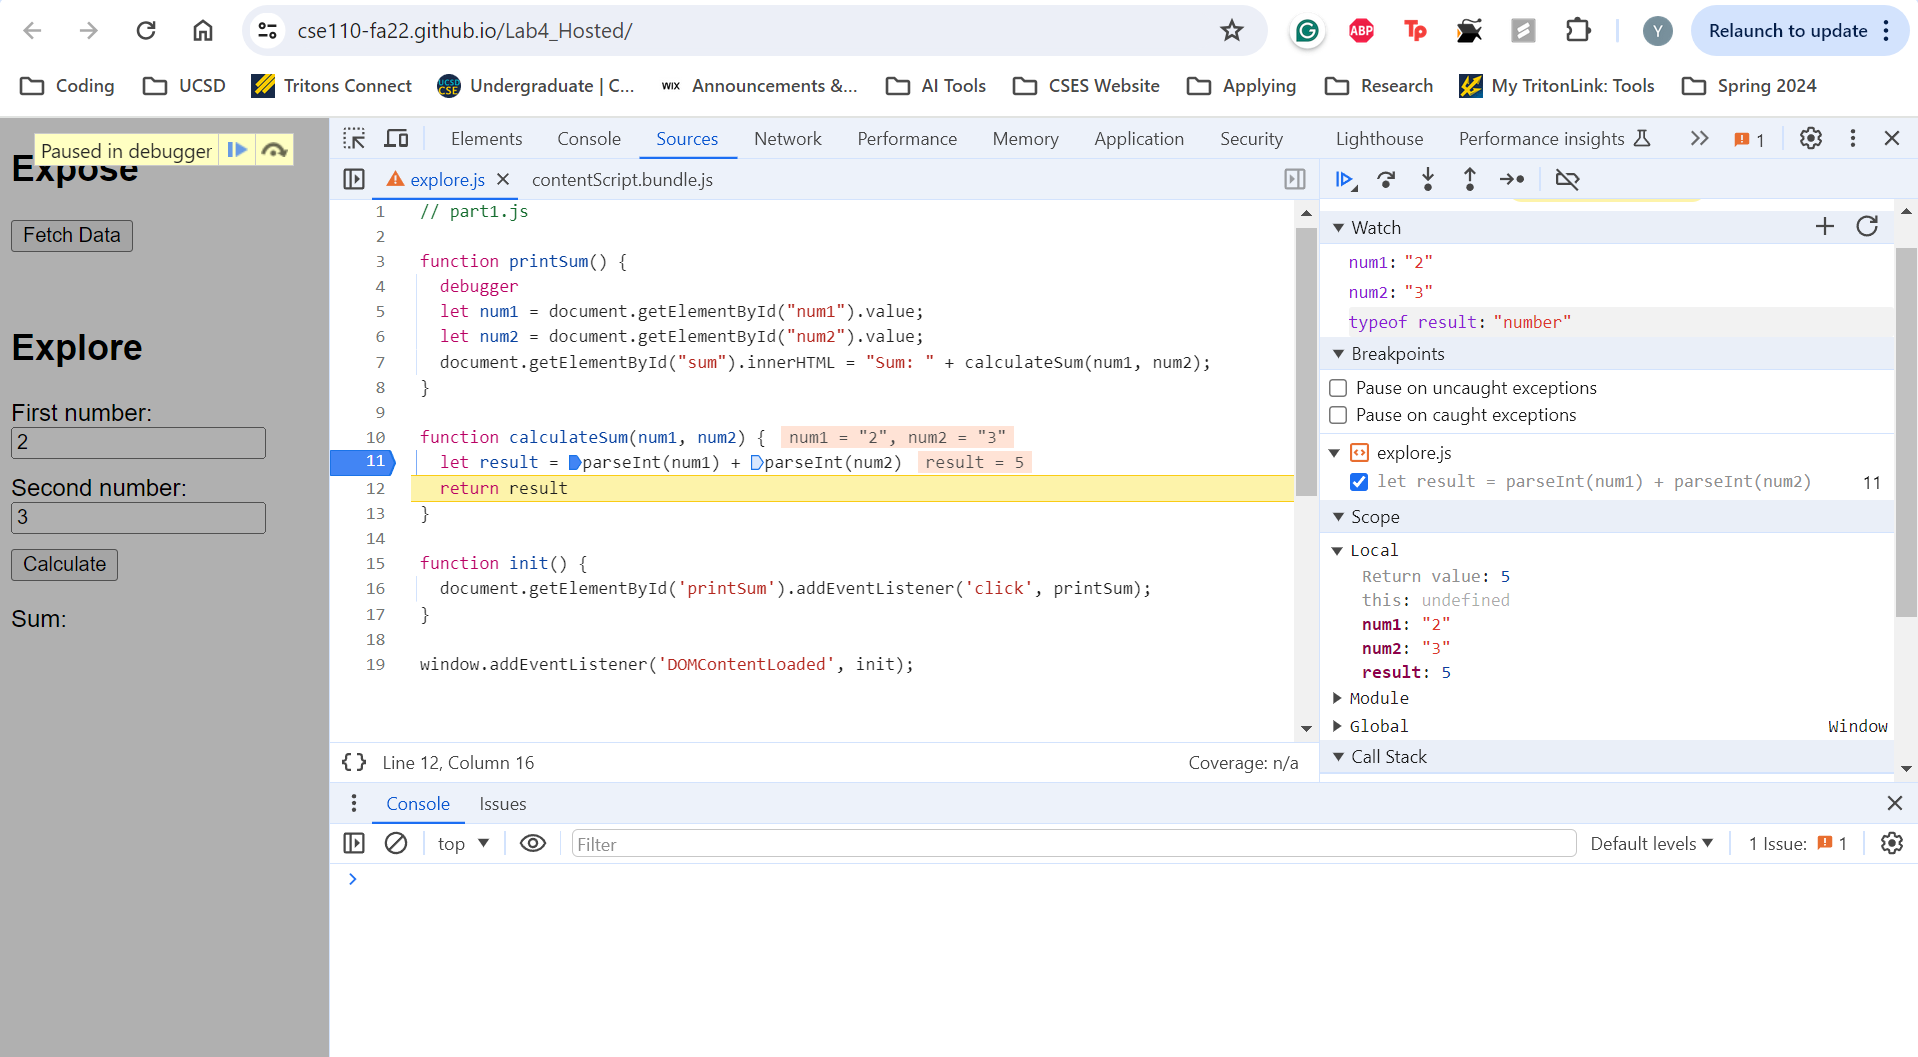 cse110-fa22.github.io/Lab4_Hosted/
ABP
Tp
Y
Relaunch to update
Coding
UCSD
Tritons Connect
UCSD CSE
Undergraduate | C...
WIX
Announcements &...
AI Tools
CSES Website
Applying
Research
My TritonLink: Tools
Spring 2024
Paused in debugger
Expose
Fetch Data
Explore
First number:
2
Second number:
3
Calculate
Sum:
Elements Console Sources Network Performance Memory Application Security Lighthouse Performance insights 1
explore.js
contentScript.bundle.js
1 // part1.js
2
3 function printSum() {
4 debugger
5 let num1 = document.getElementById("num1").value;
6 let num2 = document.getElementById("num2").value;
7 document.getElementById("sum").innerHTML = "Sum: " + calculateSum(num1, num2);
8 }
9
10 function calculateSum(num1, num2) { num1 = "2", num2 = "3"
11 let result = parseInt(num1) + parseInt(num2) result = 5
12 return result
13 }
14
15 function init() {
16 document.getElementById('printSum').addEventListener('click', printSum);
17 }
18
19 window.addEventListener('DOMContentLoaded', init);
{} Line 12, Column 16
Coverage: n/a
Watch
num1: "2"
num2: "3"
typeof result: "number"
Breakpoints
Pause on uncaught exceptions
Pause on caught exceptions
explore.js
let result = parseInt(num1) + parseInt(num2) 11
Scope
Local
Return value: 5
this: undefined
num1: "2"
num2: "3"
result: 5
Module
Global Window
Call Stack
Console Issues
top
Filter
Default levels
1 Issue: 1